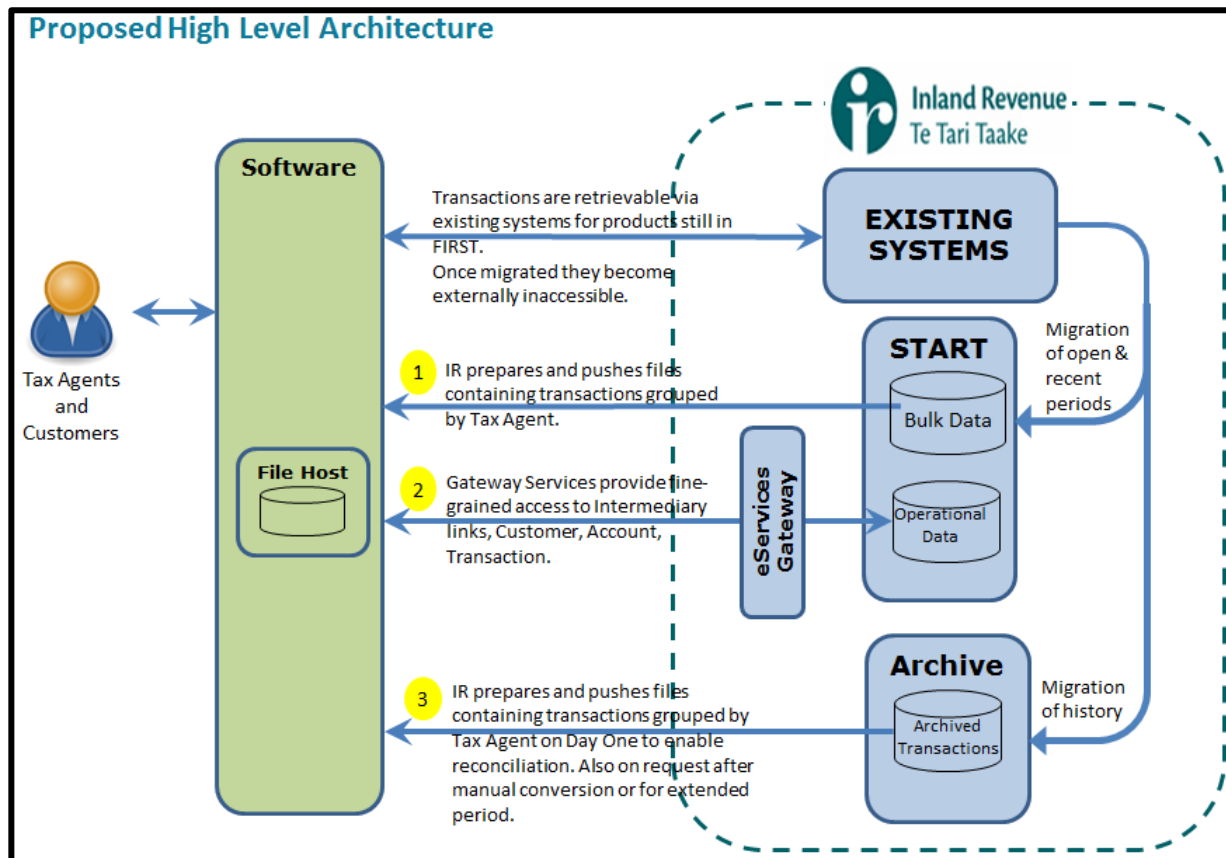 Proposed High Level Architecture
ir
Inland Revenue
Te Tari Taake
Software
Transactions are retrievable via
existing systems for products still in
FIRST.
Once migrated they become
externally inaccessible.
EXISTING
SYSTEMS
Tax Agents
and
Customers
1
IR prepares and pushes files
containing transactions grouped
by Tax Agent.
START
Bulk Data
Migration
of open &
recent
periods
File Host
2
Gateway Services provide fine-
grained access to Intermediary
links, Customer, Account,
Transaction.
eServices
Gateway
Operational
Data
3
IR prepares and pushes files
containing transactions grouped by
Tax Agent on Day One to enable
reconciliation. Also on request after
manual conversion or for extended
period.
Archive
Archived
Transactions
Migration
of history